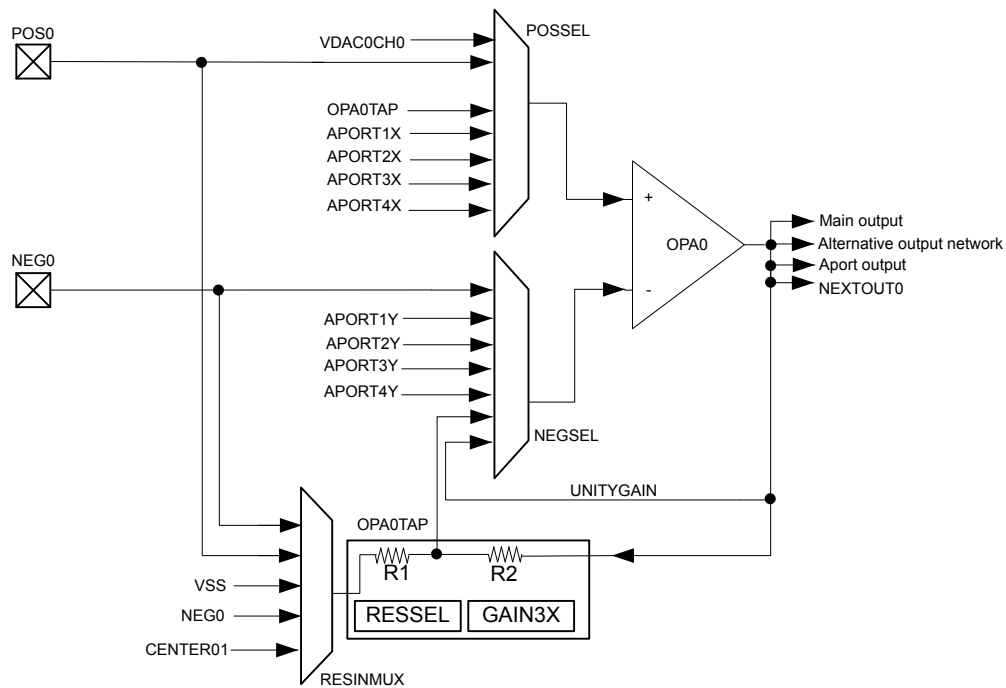 POS0
VDAC0CH0
POSSEL
OPA0TAP
APORT1X
APORT2X
APORT3X
APORT4X
+
OPA0
-
Main output
Alternative output network
Aport output
NEXTOUT0
NEG0
APORT1Y
APORT2Y
APORT3Y
APORT4Y
NEGSEL
UNITYGAIN
OPA0TAP
R1
R2
RESSEL
GAIN3X
VSS
NEG0
CENTER01
RESINMUX